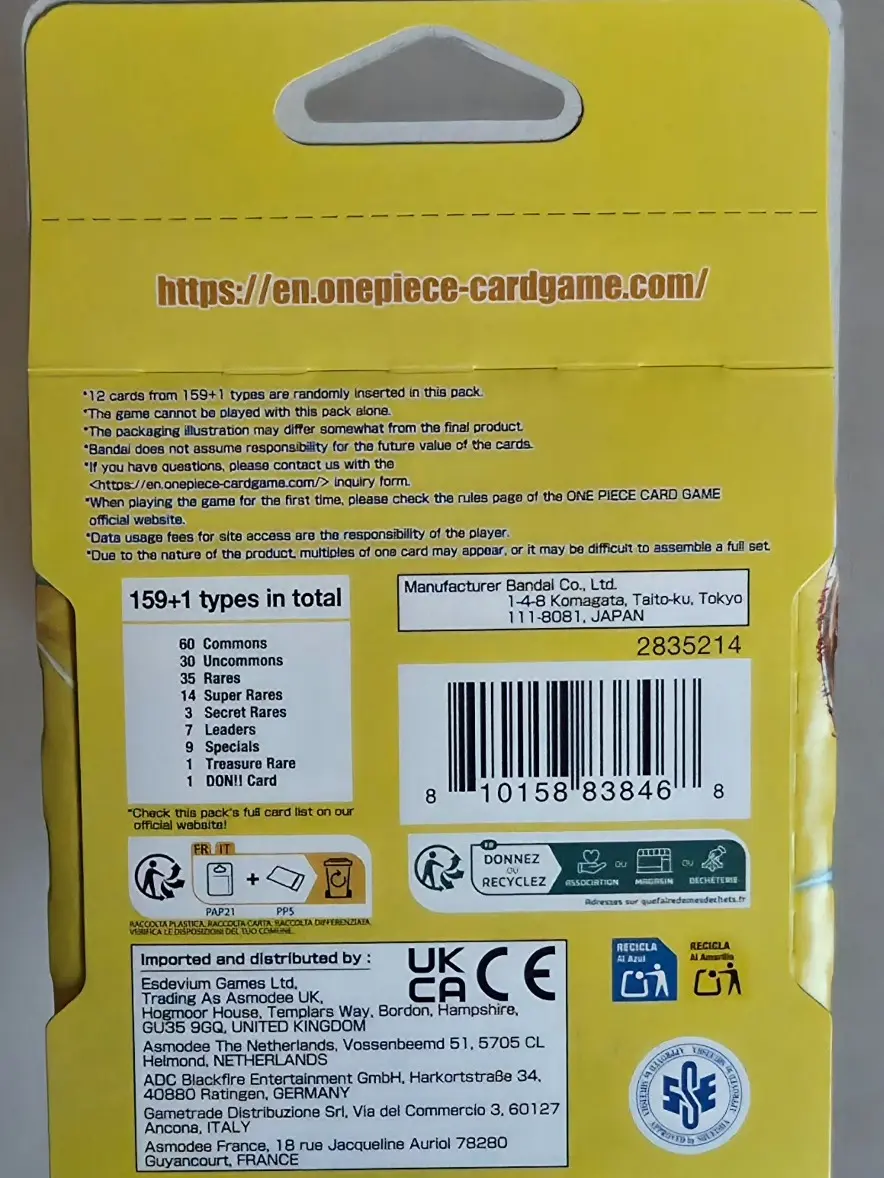 https://en.onepiece-cardgame.com/
*12 cards from 159+1 types are randomly inserted in this pack.
*The game cannot be played with this pack alone.
*The packaging illustration may differ somewhat from the final product.
*Bandai does not assume responsibility for the future value of the cards.
*If you have questions, please contact us with the
<https://en.onepiece-cardgame.com/> inquiry form.
*When playing the game for the first time, please check the rules page of the ONE PIECE CARD GAME
official website.
*Data usage fees for site access are the responsibility of the player.
*Due to the nature of the product, multiples of one card may appear, or it may be difficult to assemble a full set.
159+1 types in total
60 Commons
30 Uncommons
35 Rares
14 Super Rares
3 Secret Rares
7 Leaders
9 Specials
1 Treasure Rare
1 DON!! Card
*Check this pack's full card list on our
official website!
Manufacturer Bandai Co., Ltd.
1-4-8 Komagata, Taito-ku, Tokyo
111-8081, JAPAN
2835214
8 10158 83846 8
FR IT
+
PAP21 PP5
RACCOLTA PLASTICA, RACCOLTA CARTA. RACCOLTA DIFFERENZIATA
VERIFICA LE DISPOSIZIONI DEL TUO COMUNE.
FR
DONNEZ
OU
RECYCLEZ
ASSOCIATION OU MAGASIN OU DÉCHÈTERIE
Adresses sur quefairedemesdechets.fr
Imported and distributed by :
UK
CA CE
Esdevium Games Ltd,
Trading As Asmodee UK,
Hogmoor House, Templars Way, Bordon, Hampshire,
GU35 9GQ, UNITED KINGDOM
Asmodee The Netherlands, Vossenbeemd 51, 5705 CL
Helmond, NETHERLANDS
ADC Blackfire Entertainment GmbH, Harkortstraße 34,
40880 Ratingen, GERMANY
Gametrade Distribuzione Srl, Via del Commercio 3, 60127
Ancona, ITALY
Asmodee France, 18 rue Jacqueline Auriol 78280
Guyancourt, FRANCE
RECICLA
Al Azul
RECICLA
Al Amarillo
APPROVED by SHUEISHA